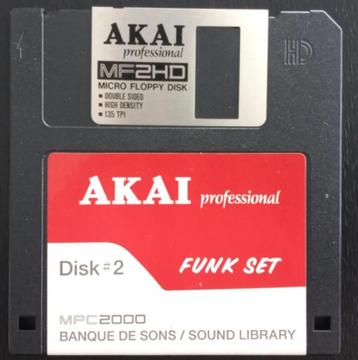 AKAI
professional
MF2HD
MICRO FLOPPY DISK
■ DOUBLE SIDED
■ HIGH DENSITY
■ 135 TPI
HD
AKAI professional
Disk #2 FUNK SET
MPC2000
BANQUE DE SONS / SOUND LIBRARY